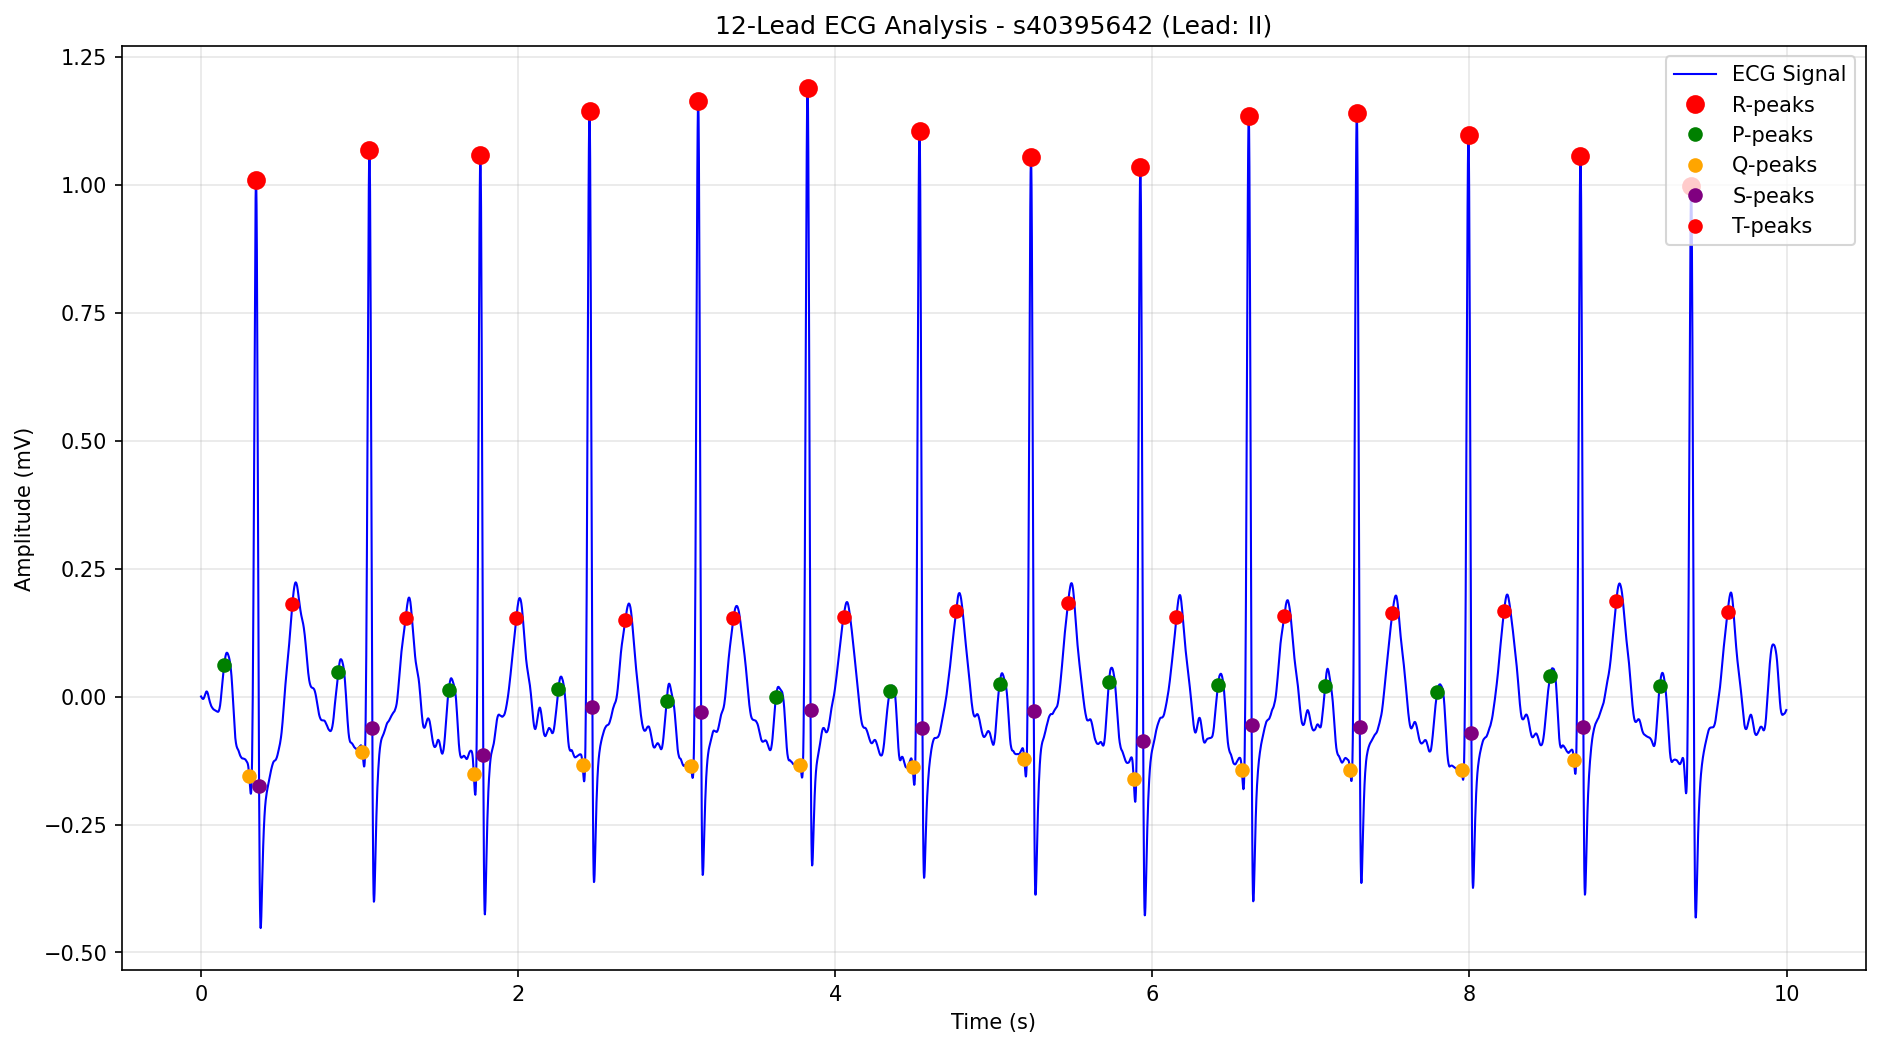 12-Lead ECG Analysis - s40395642 (Lead: II)
1.25
1.00
0.75
0.50
0.25
0.00
−0.25
−0.50
Amplitude (mV)
0 2 4 6 8 10
Time (s)
ECG Signal
R-peaks
P-peaks
Q-peaks
S-peaks
T-peaks